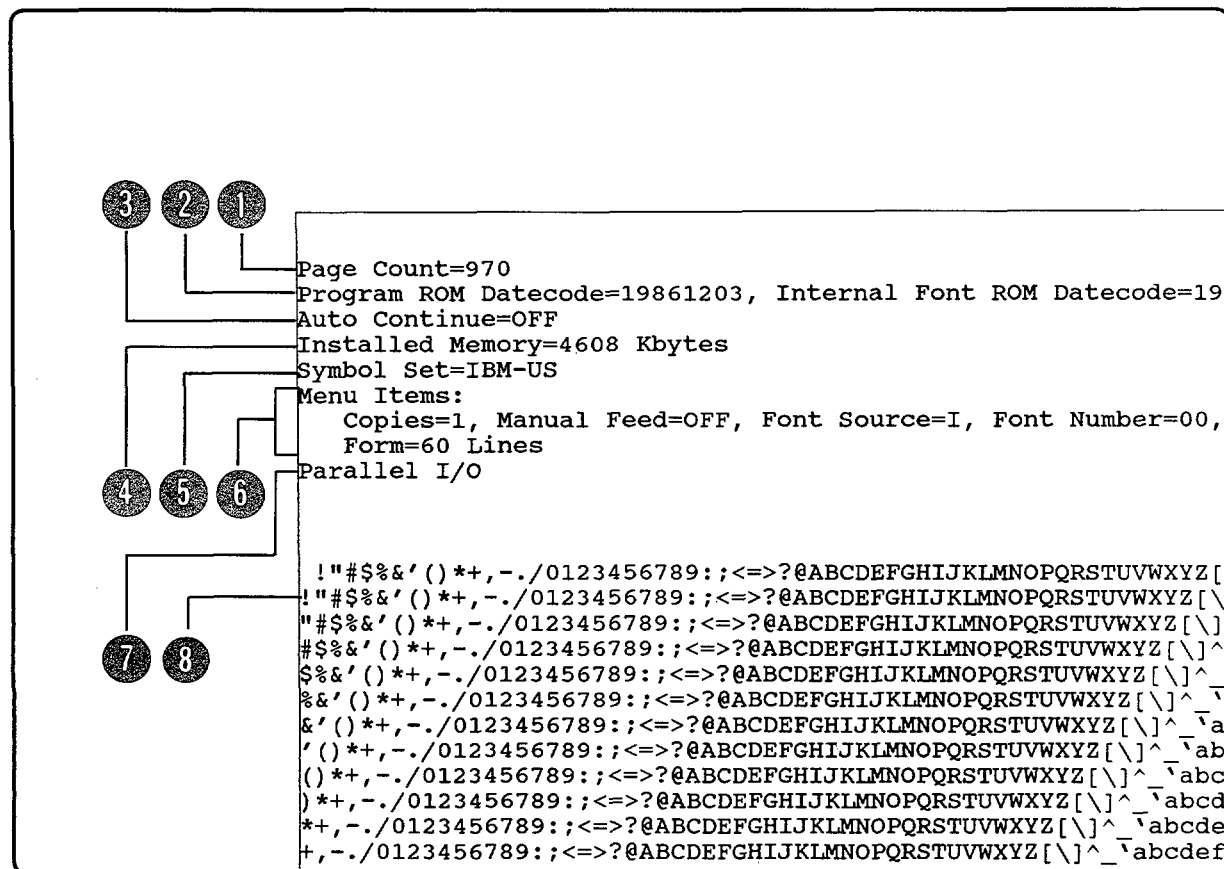 3 2 1
Page Count=970
Program ROM Datecode=19861203, Internal Font ROM Datecode=19
Auto Continue=OFF
Installed Memory=4608 Kbytes
Symbol Set=IBM-US
Menu Items:
Copies=1, Manual Feed=OFF, Font Source=I, Font Number=00,
Form=60 Lines
Parallel I/O
4 5 6
7 8
!"#$%&'()*+,-./0123456789:;<=>?@ABCDEFGHIJKLMNOPQRSTUVWXYZ[
!"#$%&'()*+,-./0123456789:;<=>?@ABCDEFGHIJKLMNOPQRSTUVWXYZ[\
"#$%&'()*+,-./0123456789:;<=>?@ABCDEFGHIJKLMNOPQRSTUVWXYZ[\]
#$%&'()*+,-./0123456789:;<=>?@ABCDEFGHIJKLMNOPQRSTUVWXYZ[\]^
$%&'()*+,-./0123456789:;<=>?@ABCDEFGHIJKLMNOPQRSTUVWXYZ[\]^_
%&'()*+,-./0123456789:;<=>?@ABCDEFGHIJKLMNOPQRSTUVWXYZ[\]^_`
&'()*+,-./0123456789:;<=>?@ABCDEFGHIJKLMNOPQRSTUVWXYZ[\]^_`a
'()*+,-./0123456789:;<=>?@ABCDEFGHIJKLMNOPQRSTUVWXYZ[\]^_`ab
()*+,-./0123456789:;<=>?@ABCDEFGHIJKLMNOPQRSTUVWXYZ[\]^_`abc
)*+,-./0123456789:;<=>?@ABCDEFGHIJKLMNOPQRSTUVWXYZ[\]^_`abcd
*+,-./0123456789:;<=>?@ABCDEFGHIJKLMNOPQRSTUVWXYZ[\]^_`abcde
+,-./0123456789:;<=>?@ABCDEFGHIJKLMNOPQRSTUVWXYZ[\]^_`abcdef